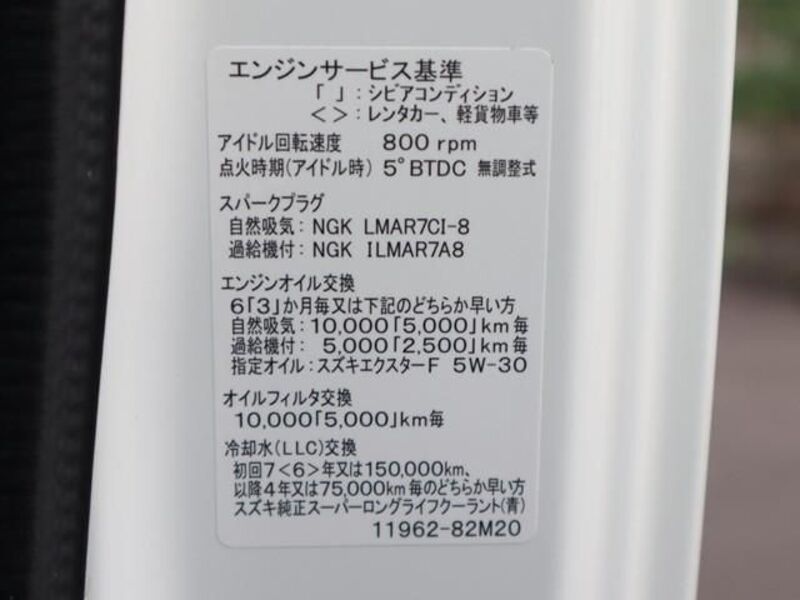 エンジンサービス基準
「 」：シビアコンディション
< >：レンタカー、軽貨物車等
アイドル回転速度 800 rpm
点火時期(アイドル時) 5°BTDC 無調整式
スパークプラグ
自然吸気：NGK LMAR7CI-8
過給機付：NGK ILMAR7A8
エンジンオイル交換
6「3」か月毎又は下記のどちらか早い方
自然吸気：10,000「5,000」km毎
過給機付： 5,000「2,500」km毎
指定オイル：スズキエクスターF 5W-30
オイルフィルタ交換
10,000「5,000」km毎
冷却水(LLC)交換
初回7<6>年又は150,000km、
以降4年又は75,000km毎のどちらか早い方
スズキ純正スーパーロングライフクーラント(青)
11962-82M20